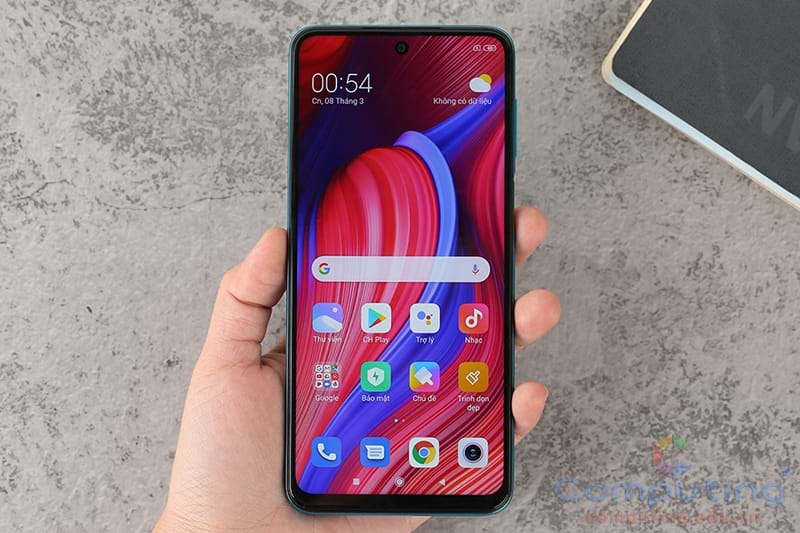 00:54
CN, 08 Tháng 3
Không có dữ liệu
G
Thư viện
CH Play
Trợ lý
Nhạc
Google
Bảo mật
Chủ đề
Trình dọn dẹp
Computing